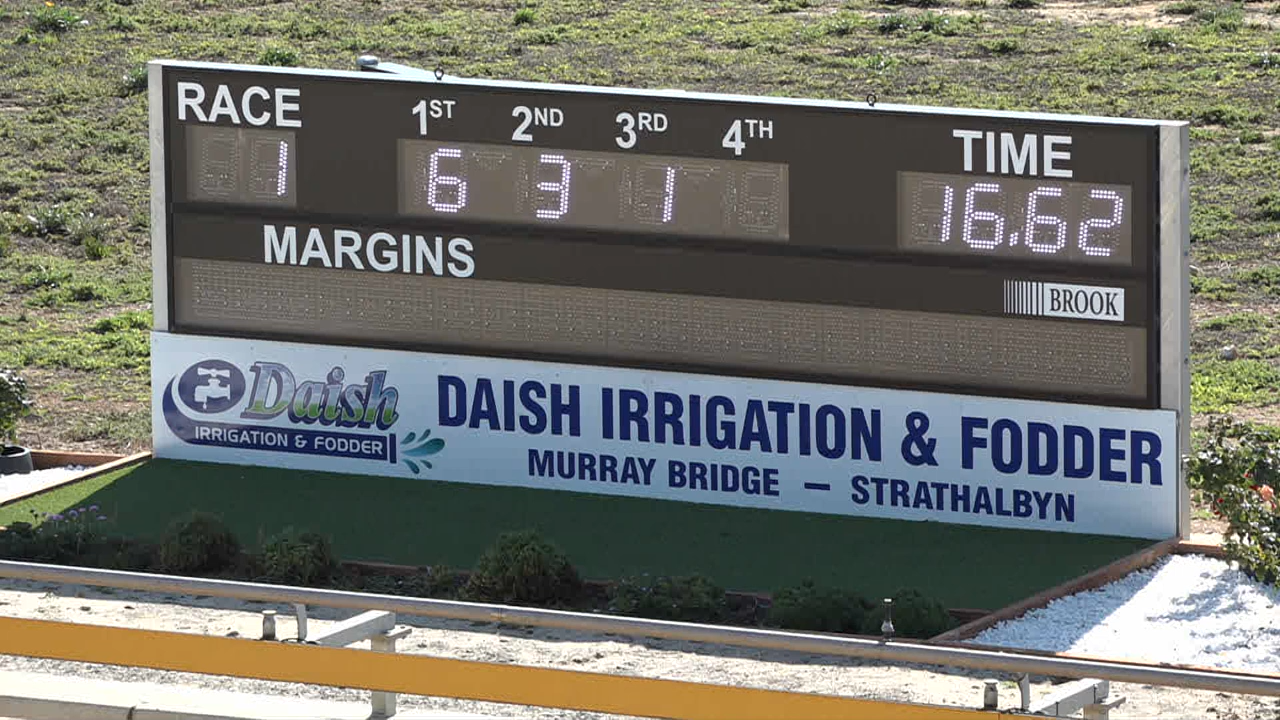 RACE 1ST 2ND 3RD 4TH TIME
1 6 3 1 16.62
MARGINS
BROOK
Daish
IRRIGATION & FODDER
DAISH IRRIGATION & FODDER
MURRAY BRIDGE – STRATHALBYN